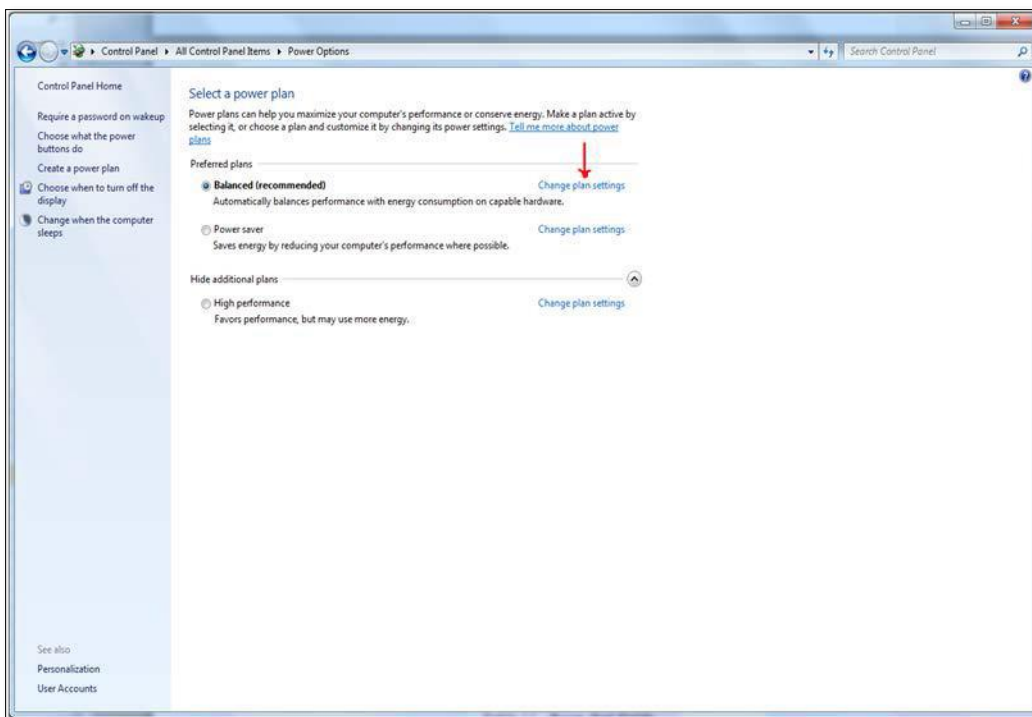 Control Panel ▸ All Control Panel Items ▸ Power Options
Search Control Panel
Control Panel Home
Require a password on wakeup
Choose what the power
buttons do
Create a power plan
Choose when to turn off the
display
Change when the computer
sleeps
See also
Personalization
User Accounts
Select a power plan
Power plans can help you maximize your computer's performance or conserve energy. Make a plan active by
selecting it, or choose a plan and customize it by changing its power settings. Tell me more about power
plans
Preferred plans
Balanced (recommended) Change plan settings
Automatically balances performance with energy consumption on capable hardware.
Power saver Change plan settings
Saves energy by reducing your computer's performance where possible.
Hide additional plans
High performance Change plan settings
Favors performance, but may use more energy.